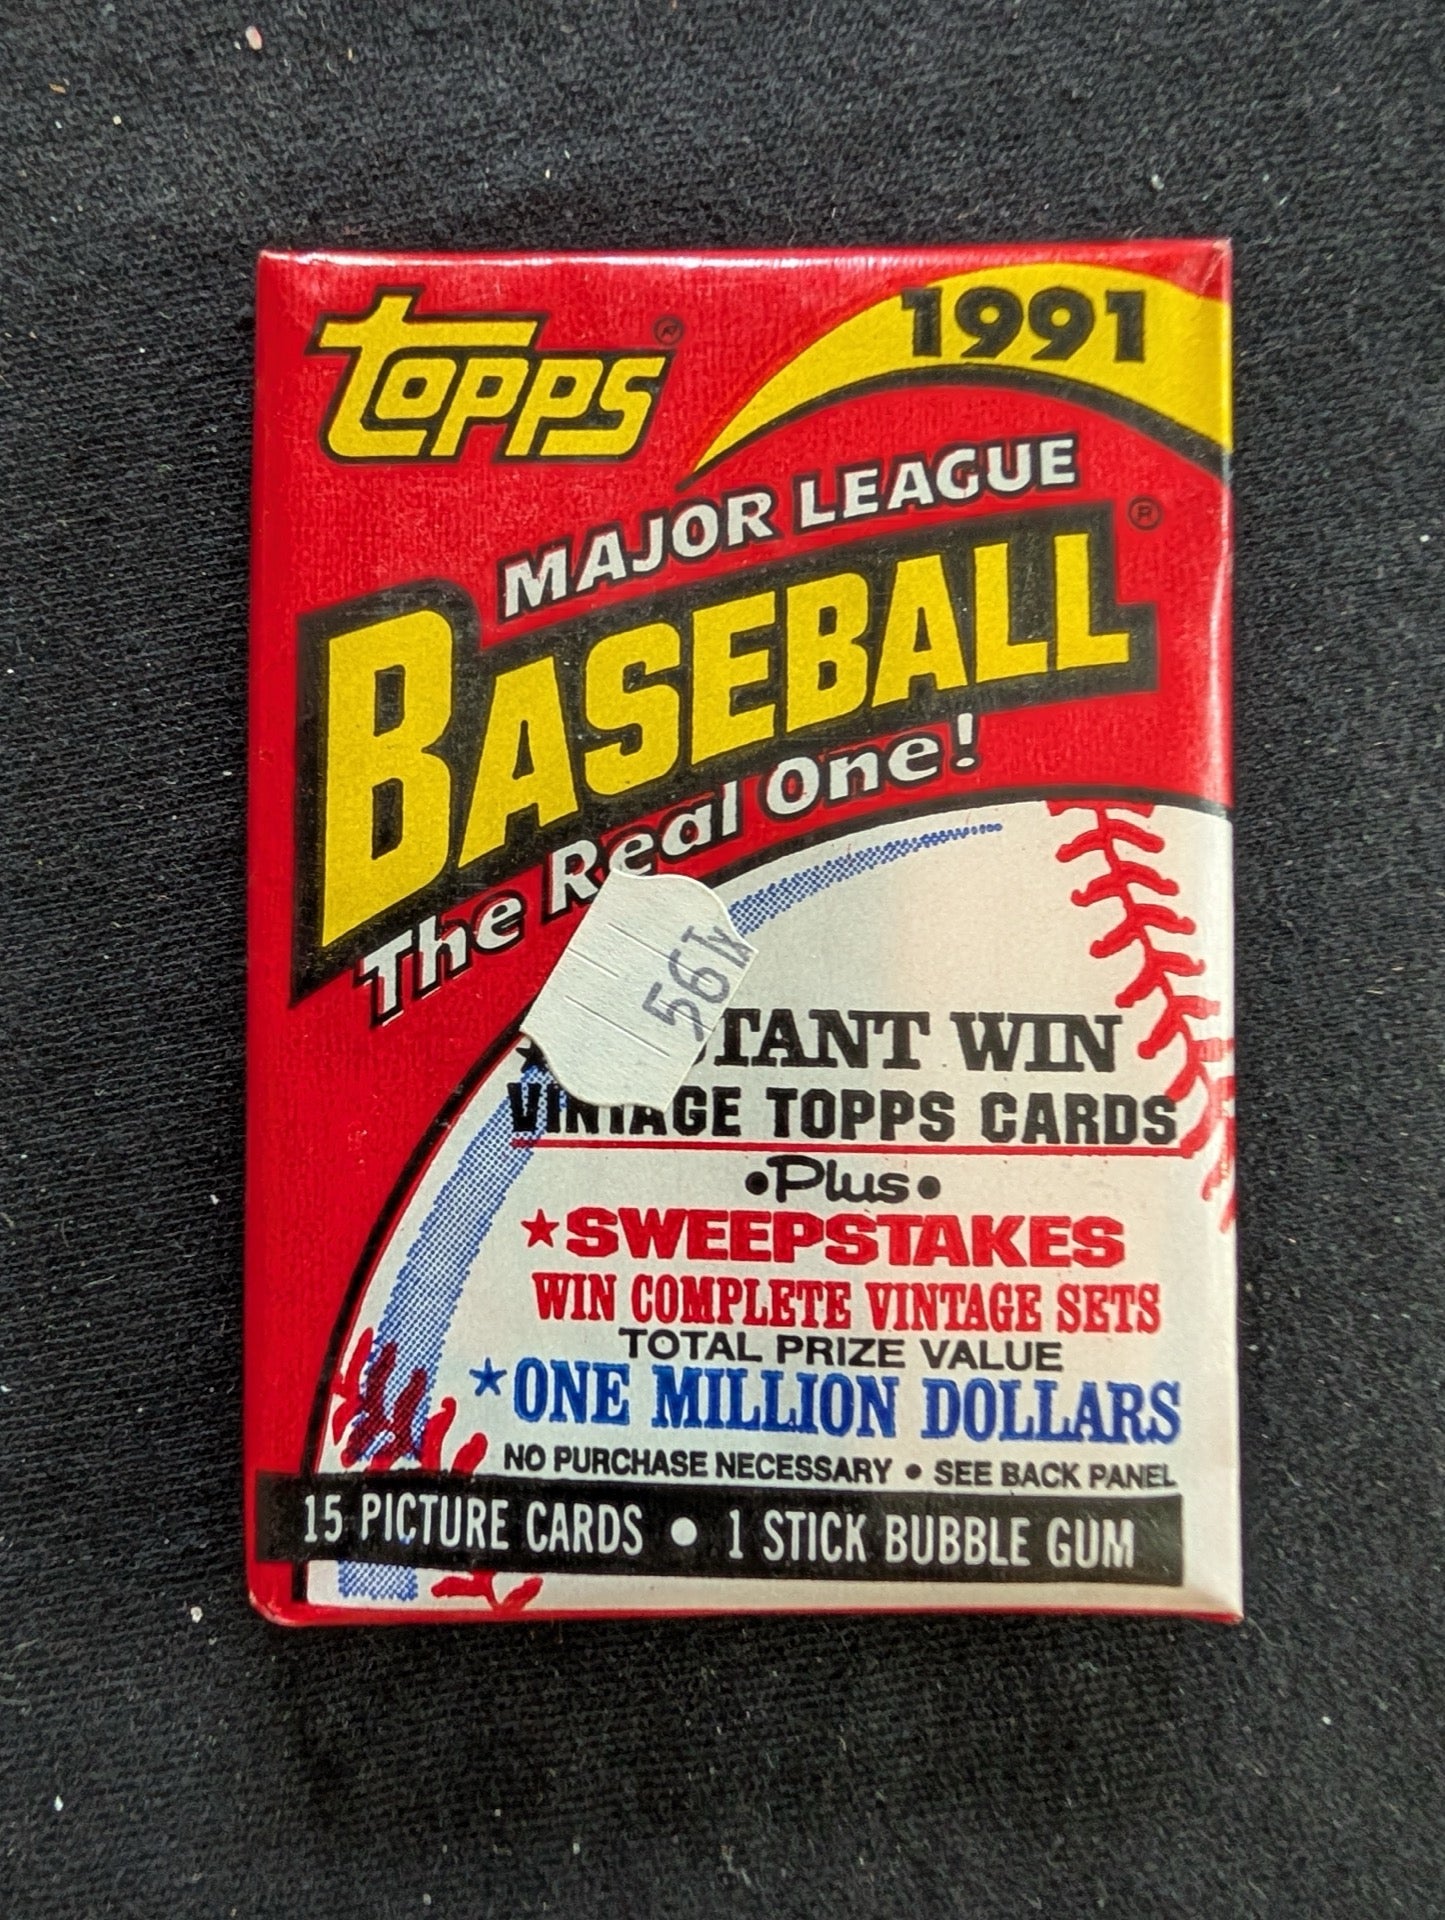 topps®
1991
MAJOR LEAGUE
BASEBALL®
The Real One!
56 TX
TANT WIN
VINTAGE TOPPS CARDS
•Plus•
★SWEEPSTAKES
WIN COMPLETE VINTAGE SETS
TOTAL PRIZE VALUE
★ONE MILLION DOLLARS
NO PURCHASE NECESSARY • SEE BACK PANEL
15 PICTURE CARDS • 1 STICK BUBBLE GUM